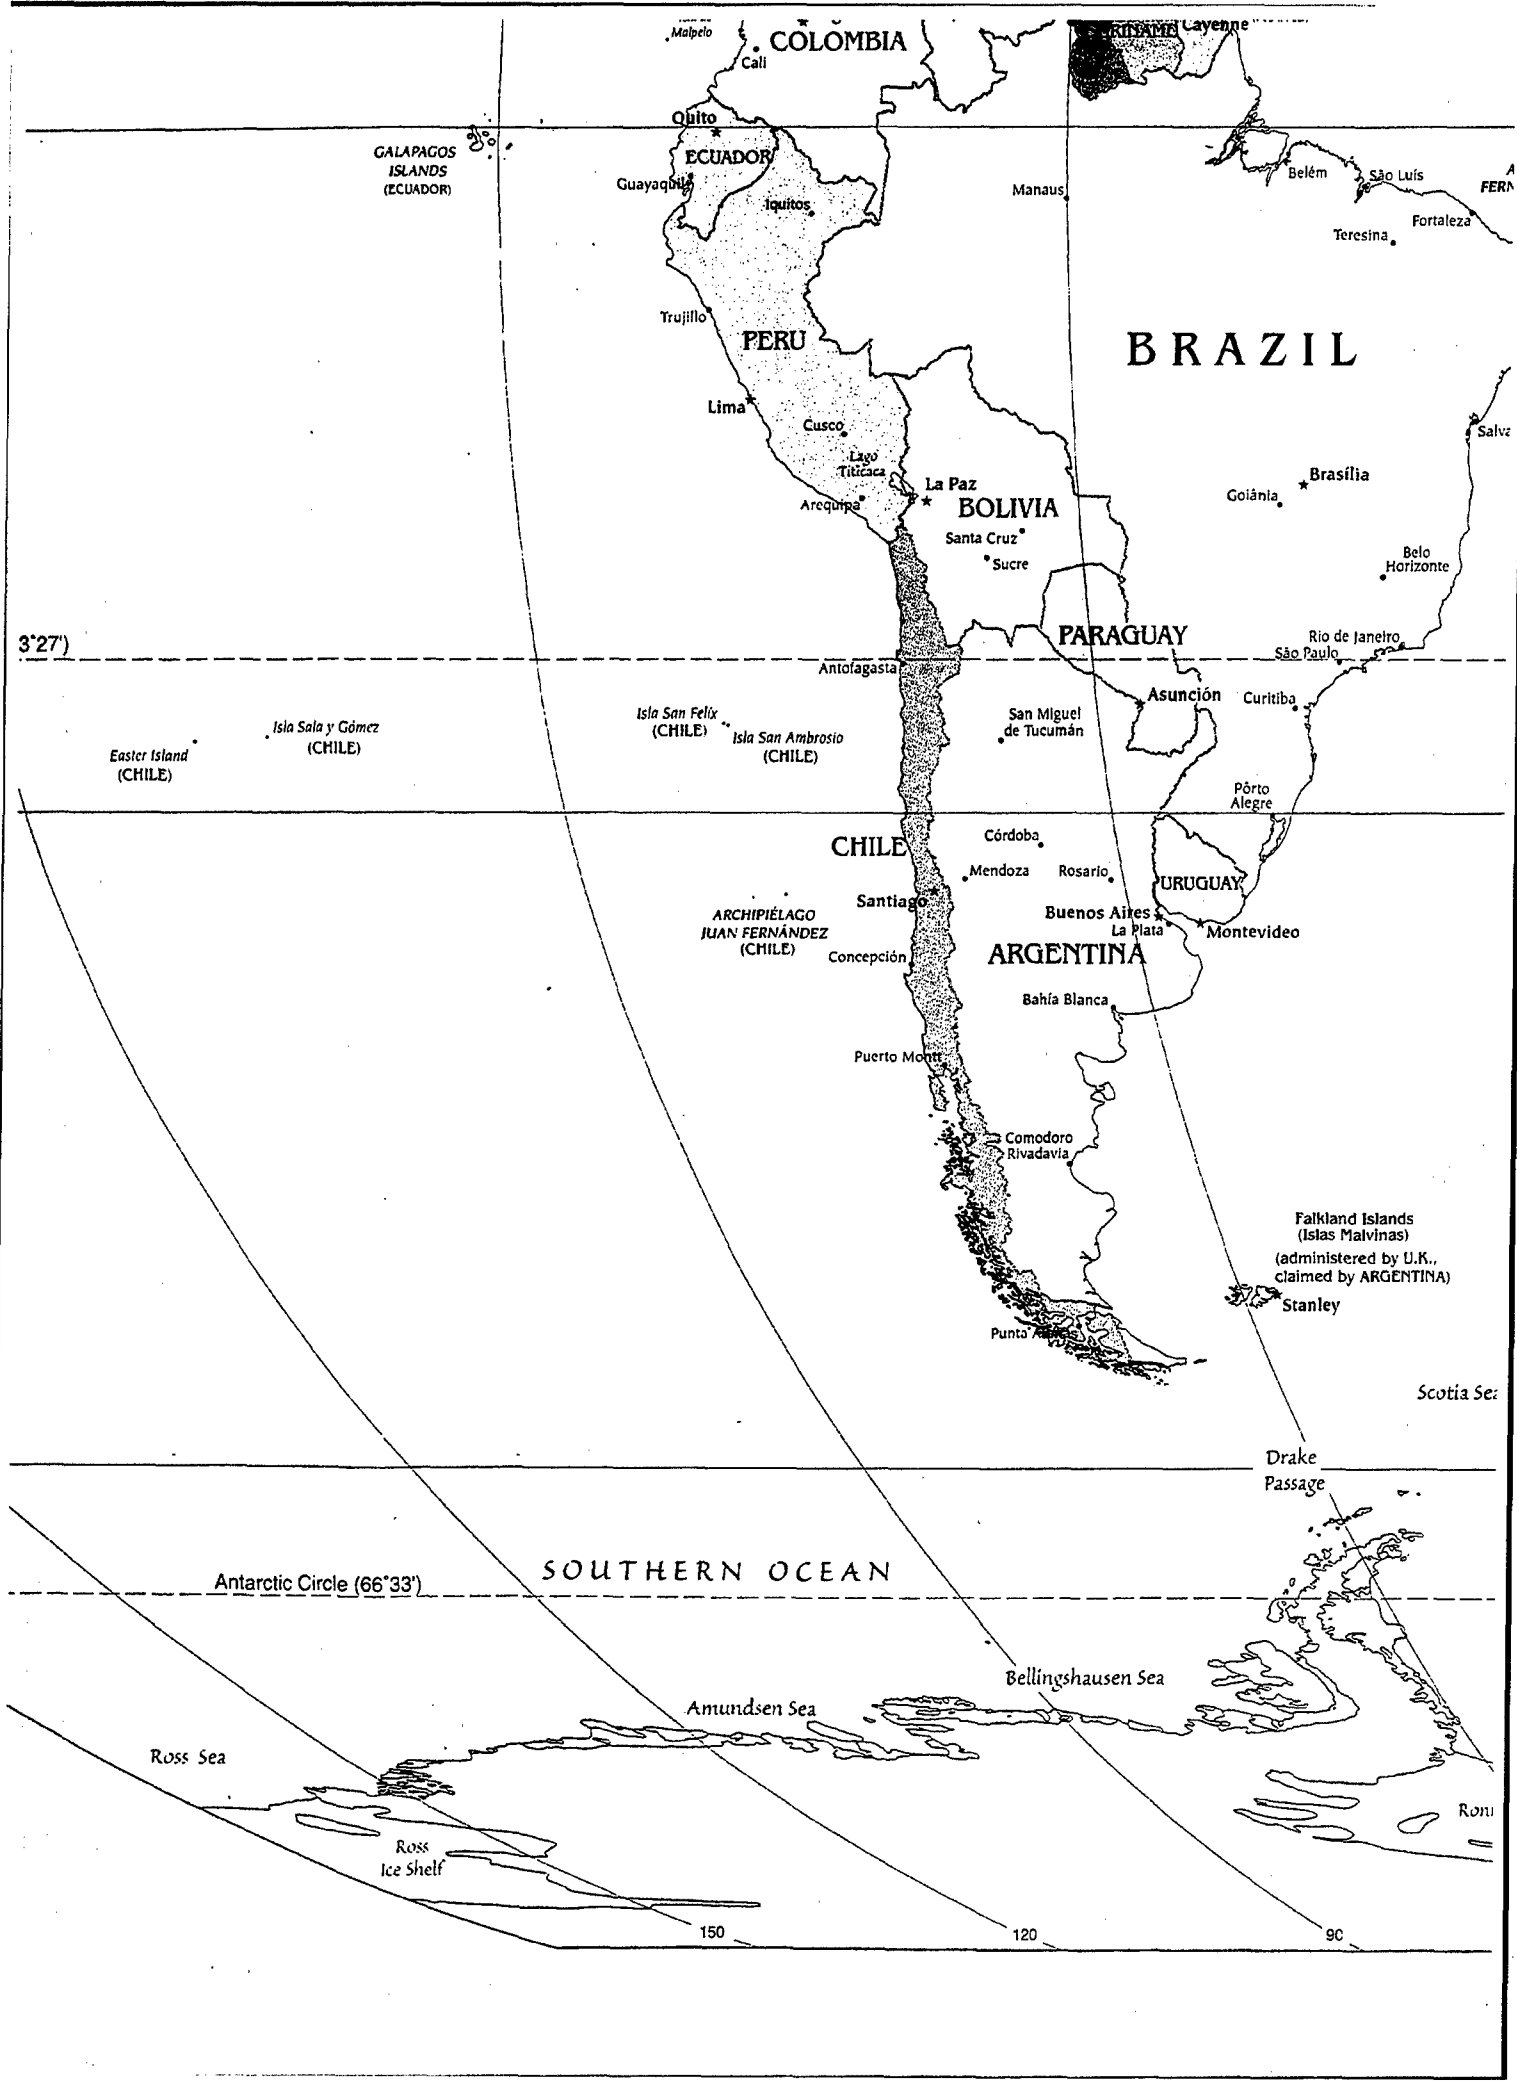 Malpelo
COLOMBIA
Cali
SURINAME
Cayenne
Quito
GALAPAGOS
ISLANDS
(ECUADOR)
ECUADOR
Guayaquil
Iquitos
Manaus
Belém
São Luís
FERN
Fortaleza
Teresina
Trujillo
PERU
BRAZIL
Lima
Cusco
Lago
Titicaca
Salva
La Paz
Brasília
Arequipa
BOLIVIA
Goiânia
Santa Cruz
Sucre
Belo
Horizonte
3°27')
PARAGUAY
Rio de Janeiro
São Paulo
Antofagasta
Asunción
Curitiba
Easter Island
(CHILE)
Isla Sala y Gómez
(CHILE)
Isla San Felix
(CHILE)
Isla San Ambrosio
(CHILE)
San Miguel
de Tucumán
Pôrto
Alegre
CHILE
Córdoba
Mendoza
Rosario
URUGUAY
Santiago
ARCHIPIÉLAGO
JUAN FERNÁNDEZ
(CHILE)
Buenos Aires
La Plata
Montevideo
Concepción
ARGENTINA
Bahía Blanca
Puerto Montt
Comodoro
Rivadavia
Falkland Islands
(Islas Malvinas)
(administered by U.K.,
claimed by ARGENTINA)
Stanley
Punta Arenas
Scotia Sea
Drake
Passage
SOUTHERN OCEAN
Antarctic Circle (66°33')
Bellingshausen Sea
Amundsen Sea
Ross Sea
Ronn
Ross
Ice Shelf
150
120
90